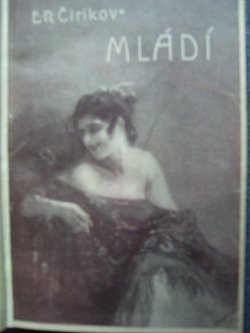 E. N. Čirikov
MLÁDÍ